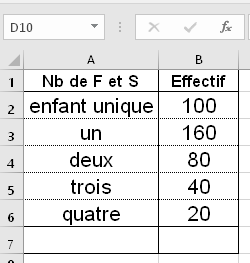 D10
fx
A B
1 Nb de F et S Effectif
2 enfant unique 100
3 un 160
4 deux 80
5 trois 40
6 quatre 20
7